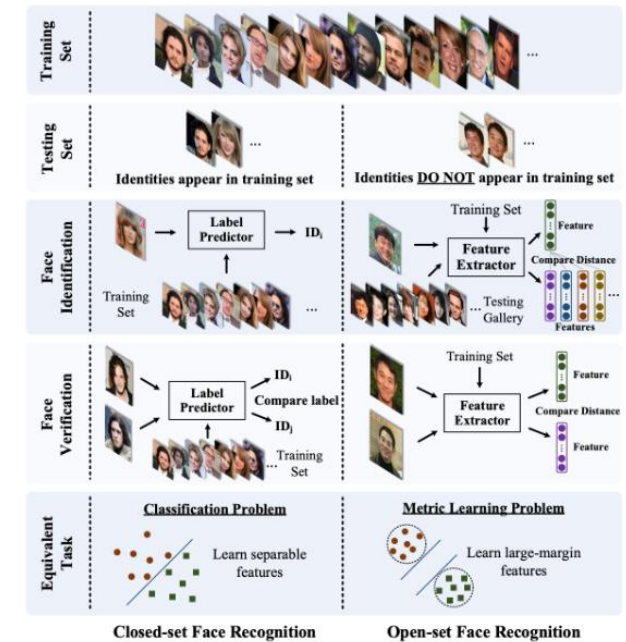 Training
Set
...
Testing
Set
...
Identities appear in training set
...
Identities DO NOT appear in training set
Face
Identification
Label
Predictor
IDi
Training
Set
...
Training Set
Feature
Extractor
Feature
Compare Distance
... Testing
Gallery
...
Features
Face
Verification
Label
Predictor
IDi
Compare label
IDj
... Training
Set
Training Set
Feature
Extractor
Feature
Compare Distance
Feature
Equivalent
Task
Classification Problem
Learn separable
features
Metric Learning Problem
Learn large-margin
features
Closed-set Face Recognition
Open-set Face Recognition